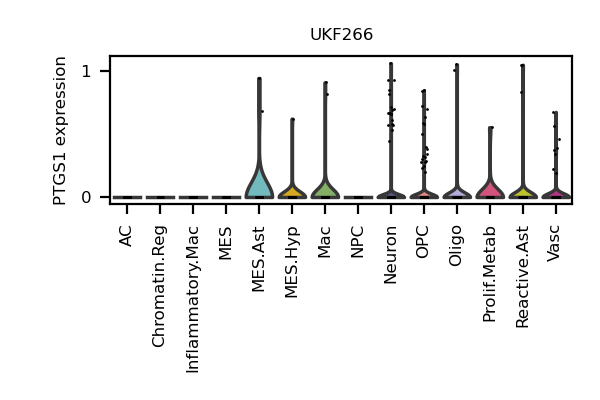 UKF266
PTGS1 expression
1
0
AC
Chromatin.Reg
Inflammatory.Mac
MES
MES.Ast
MES.Hyp
Mac
NPC
Neuron
OPC
Oligo
Prolif.Metab
Reactive.Ast
Vasc